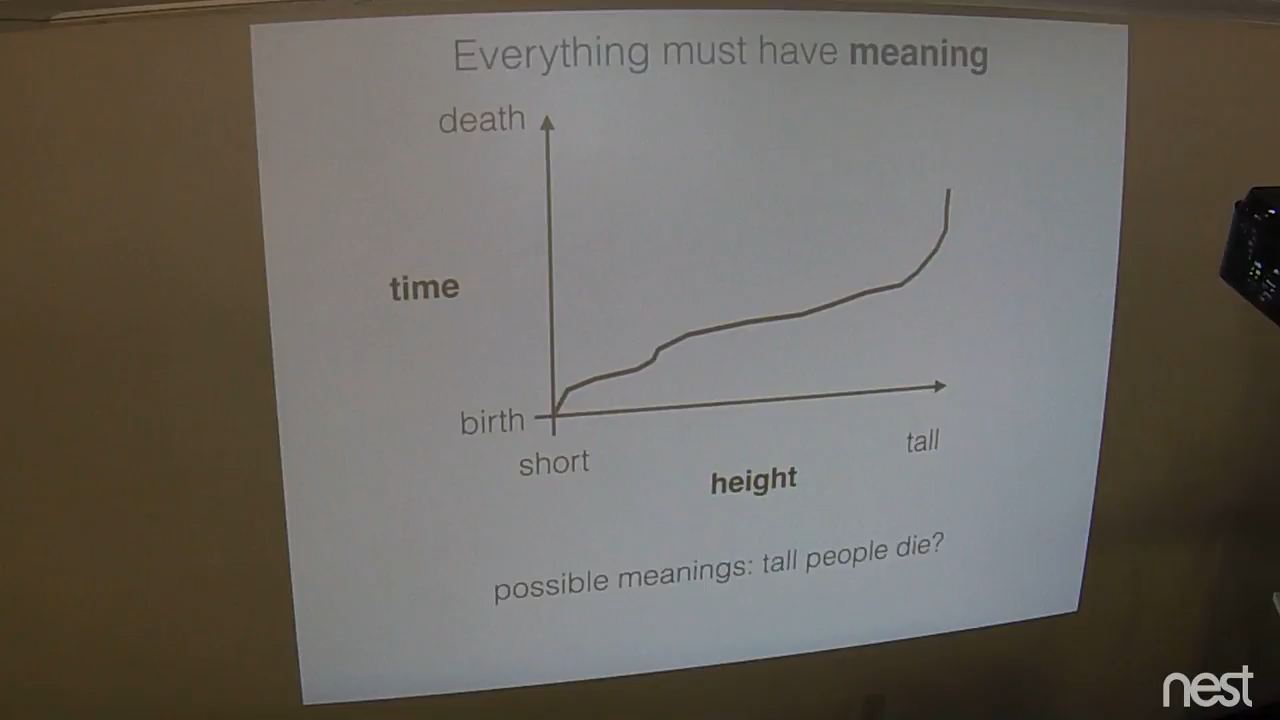 Everything must have meaning
death
time
birth
short
tall
height
possible meanings: tall people die?
nest